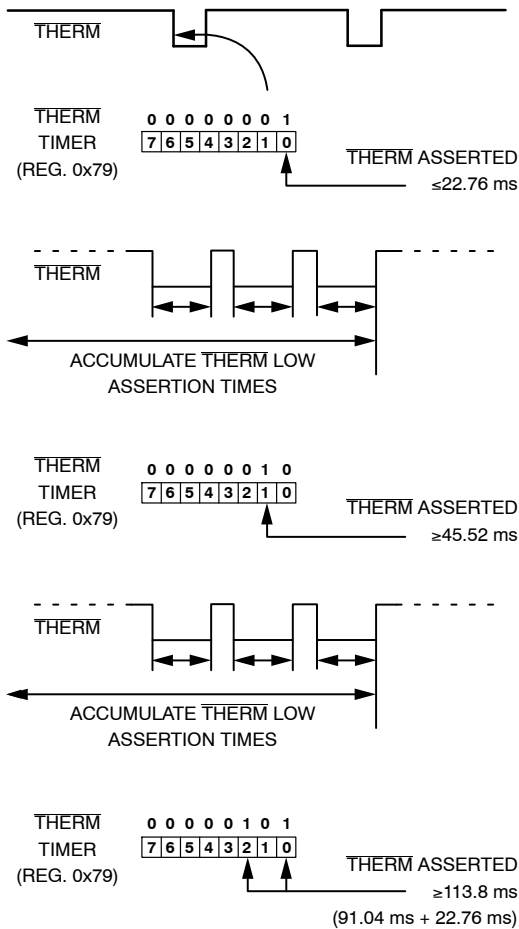 THERM
THERM
TIMER
(REG. 0x79)
0 0 0 0 0 0 0 1
7 6 5 4 3 2 1 0
THERM ASSERTED
≤22.76 ms
THERM
ACCUMULATE THERM LOW
ASSERTION TIMES
THERM
TIMER
(REG. 0x79)
0 0 0 0 0 0 1 0
7 6 5 4 3 2 1 0
THERM ASSERTED
≥45.52 ms
THERM
ACCUMULATE THERM LOW
ASSERTION TIMES
THERM
TIMER
(REG. 0x79)
0 0 0 0 0 1 0 1
7 6 5 4 3 2 1 0
THERM ASSERTED
≥113.8 ms
(91.04 ms + 22.76 ms)